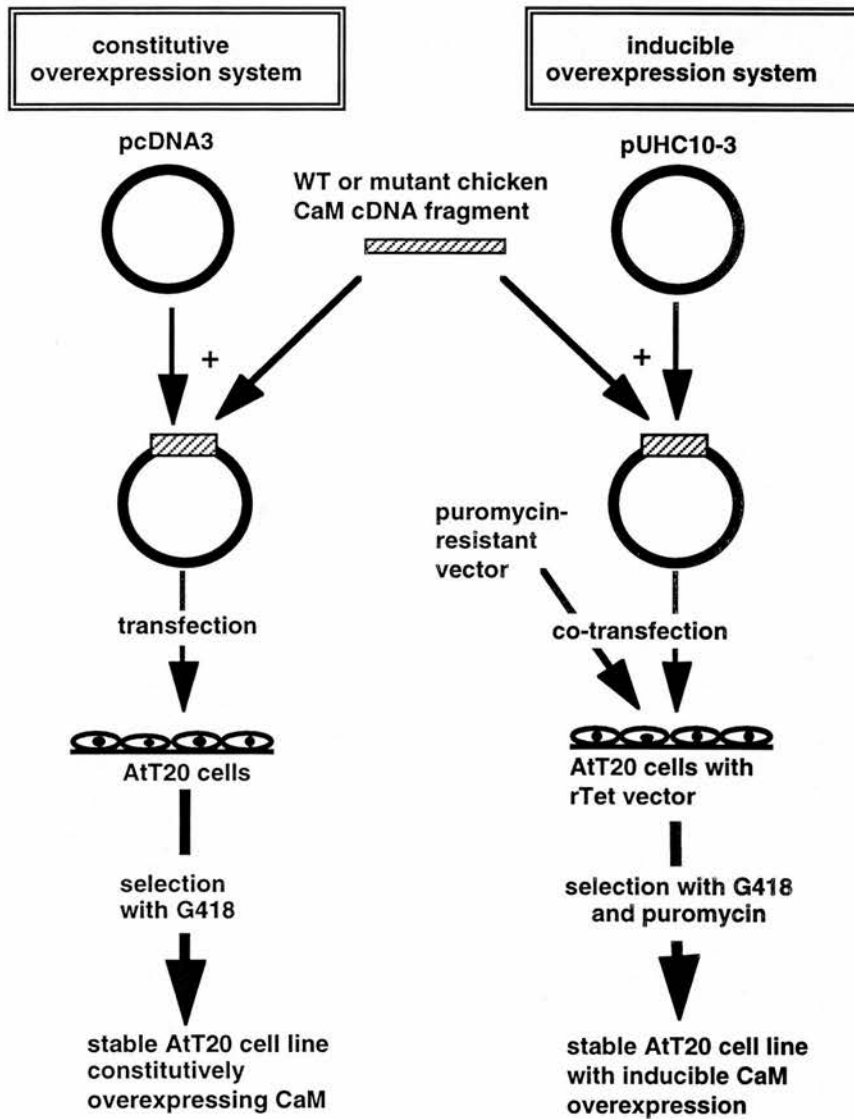 constitutive
overexpression system
inducible
overexpression system
pcDNA3
pUHC10-3
WT or mutant chicken
CaM cDNA fragment
+
+
puromycin-
resistant
vector
transfection
co-transfection
AtT20 cells
AtT20 cells with
rTet vector
selection
with G418
selection with G418
and puromycin
stable AtT20 cell line
constitutively
overexpressing CaM
stable AtT20 cell line
with inducible CaM
overexpression